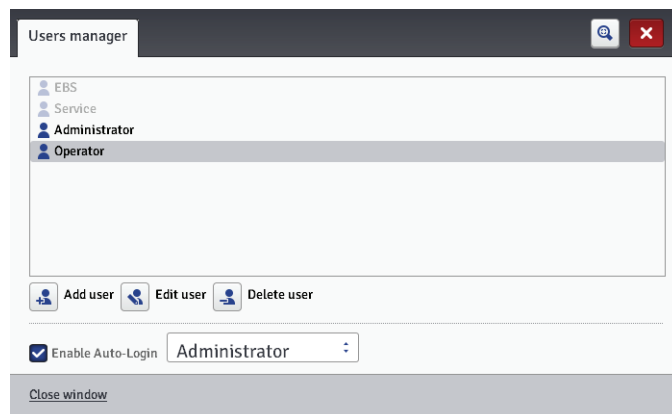 Users manager
EBS
Service
Administrator
Operator
Add user Edit user Delete user
Enable Auto-Login Administrator
Close window